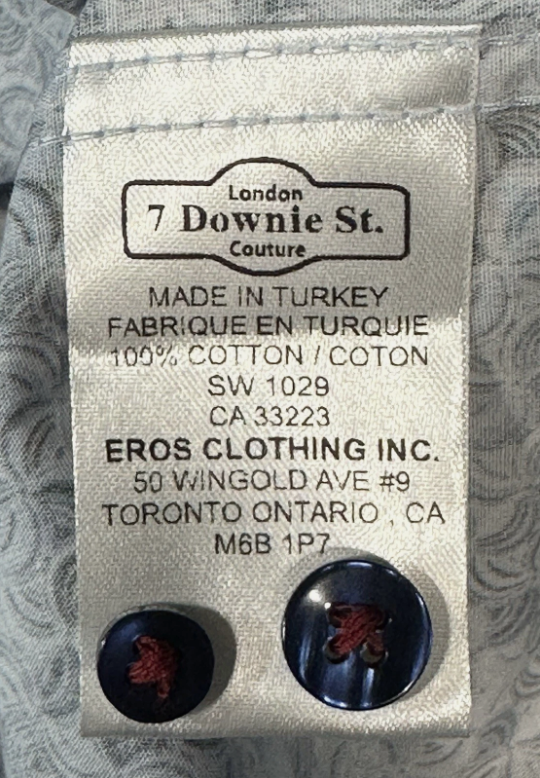 London
7 Downie St.
Couture
MADE IN TURKEY
FABRIQUE EN TURQUIE
100% COTTON / COTON
SW 1029
CA 33223
EROS CLOTHING INC.
50 WINGOLD AVE #9
TORONTO ONTARIO , CA
M6B 1P7